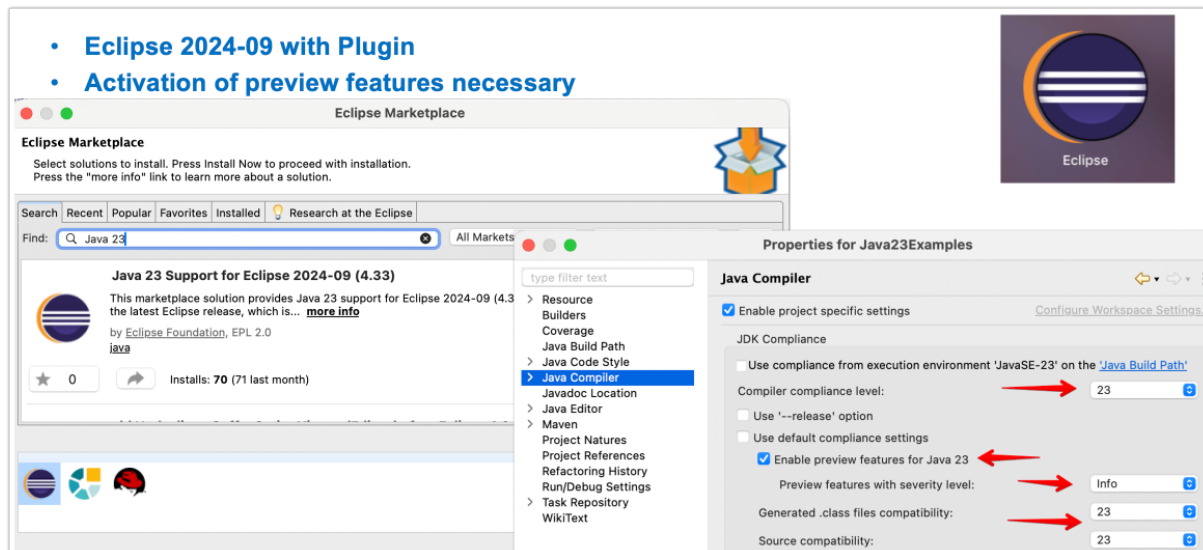 • Eclipse 2024-09 with Plugin
• Activation of preview features necessary
Eclipse
Eclipse Marketplace
Eclipse Marketplace
Select solutions to install. Press Install Now to proceed with installation.
Press the "more info" link to learn more about a solution.
Search Recent Popular Favorites Installed Research at the Eclipse
Find: Java 23 All Markets
Java 23 Support for Eclipse 2024-09 (4.33)
This marketplace solution provides Java 23 support for Eclipse 2024-09 (4.3
the latest Eclipse release, which is... more info
by Eclipse Foundation, EPL 2.0
java
0 Installs: 70 (71 last month)
Properties for Java23Examples
type filter text
Resource
Builders
Coverage
Java Build Path
Java Code Style
Java Compiler
Javadoc Location
Java Editor
Maven
Project Natures
Project References
Refactoring History
Run/Debug Settings
Task Repository
WikiText
Java Compiler
Enable project specific settings Configure Workspace Settings.
JDK Compliance
Use compliance from execution environment 'JavaSE-23' on the 'Java Build Path'
Compiler compliance level: 23
Use '--release' option
Use default compliance settings
Enable preview features for Java 23
Preview features with severity level: Info
Generated .class files compatibility: 23
Source compatibility: 23